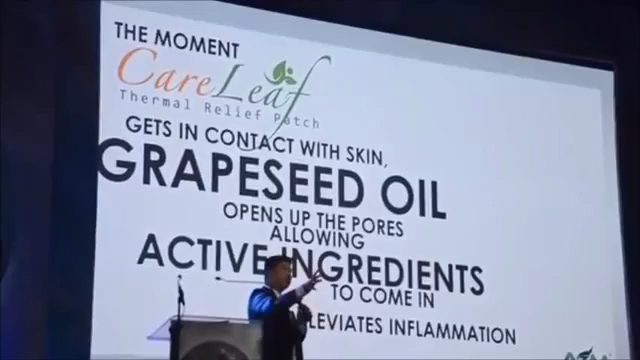 THE MOMENT
CareLeaf
Thermal Relief Patch
GETS IN CONTACT WITH SKIN,
GRAPESEED OIL
OPENS UP THE PORES
ALLOWING
ACTIVE INGREDIENTS
TO COME IN
INFLAMMATION